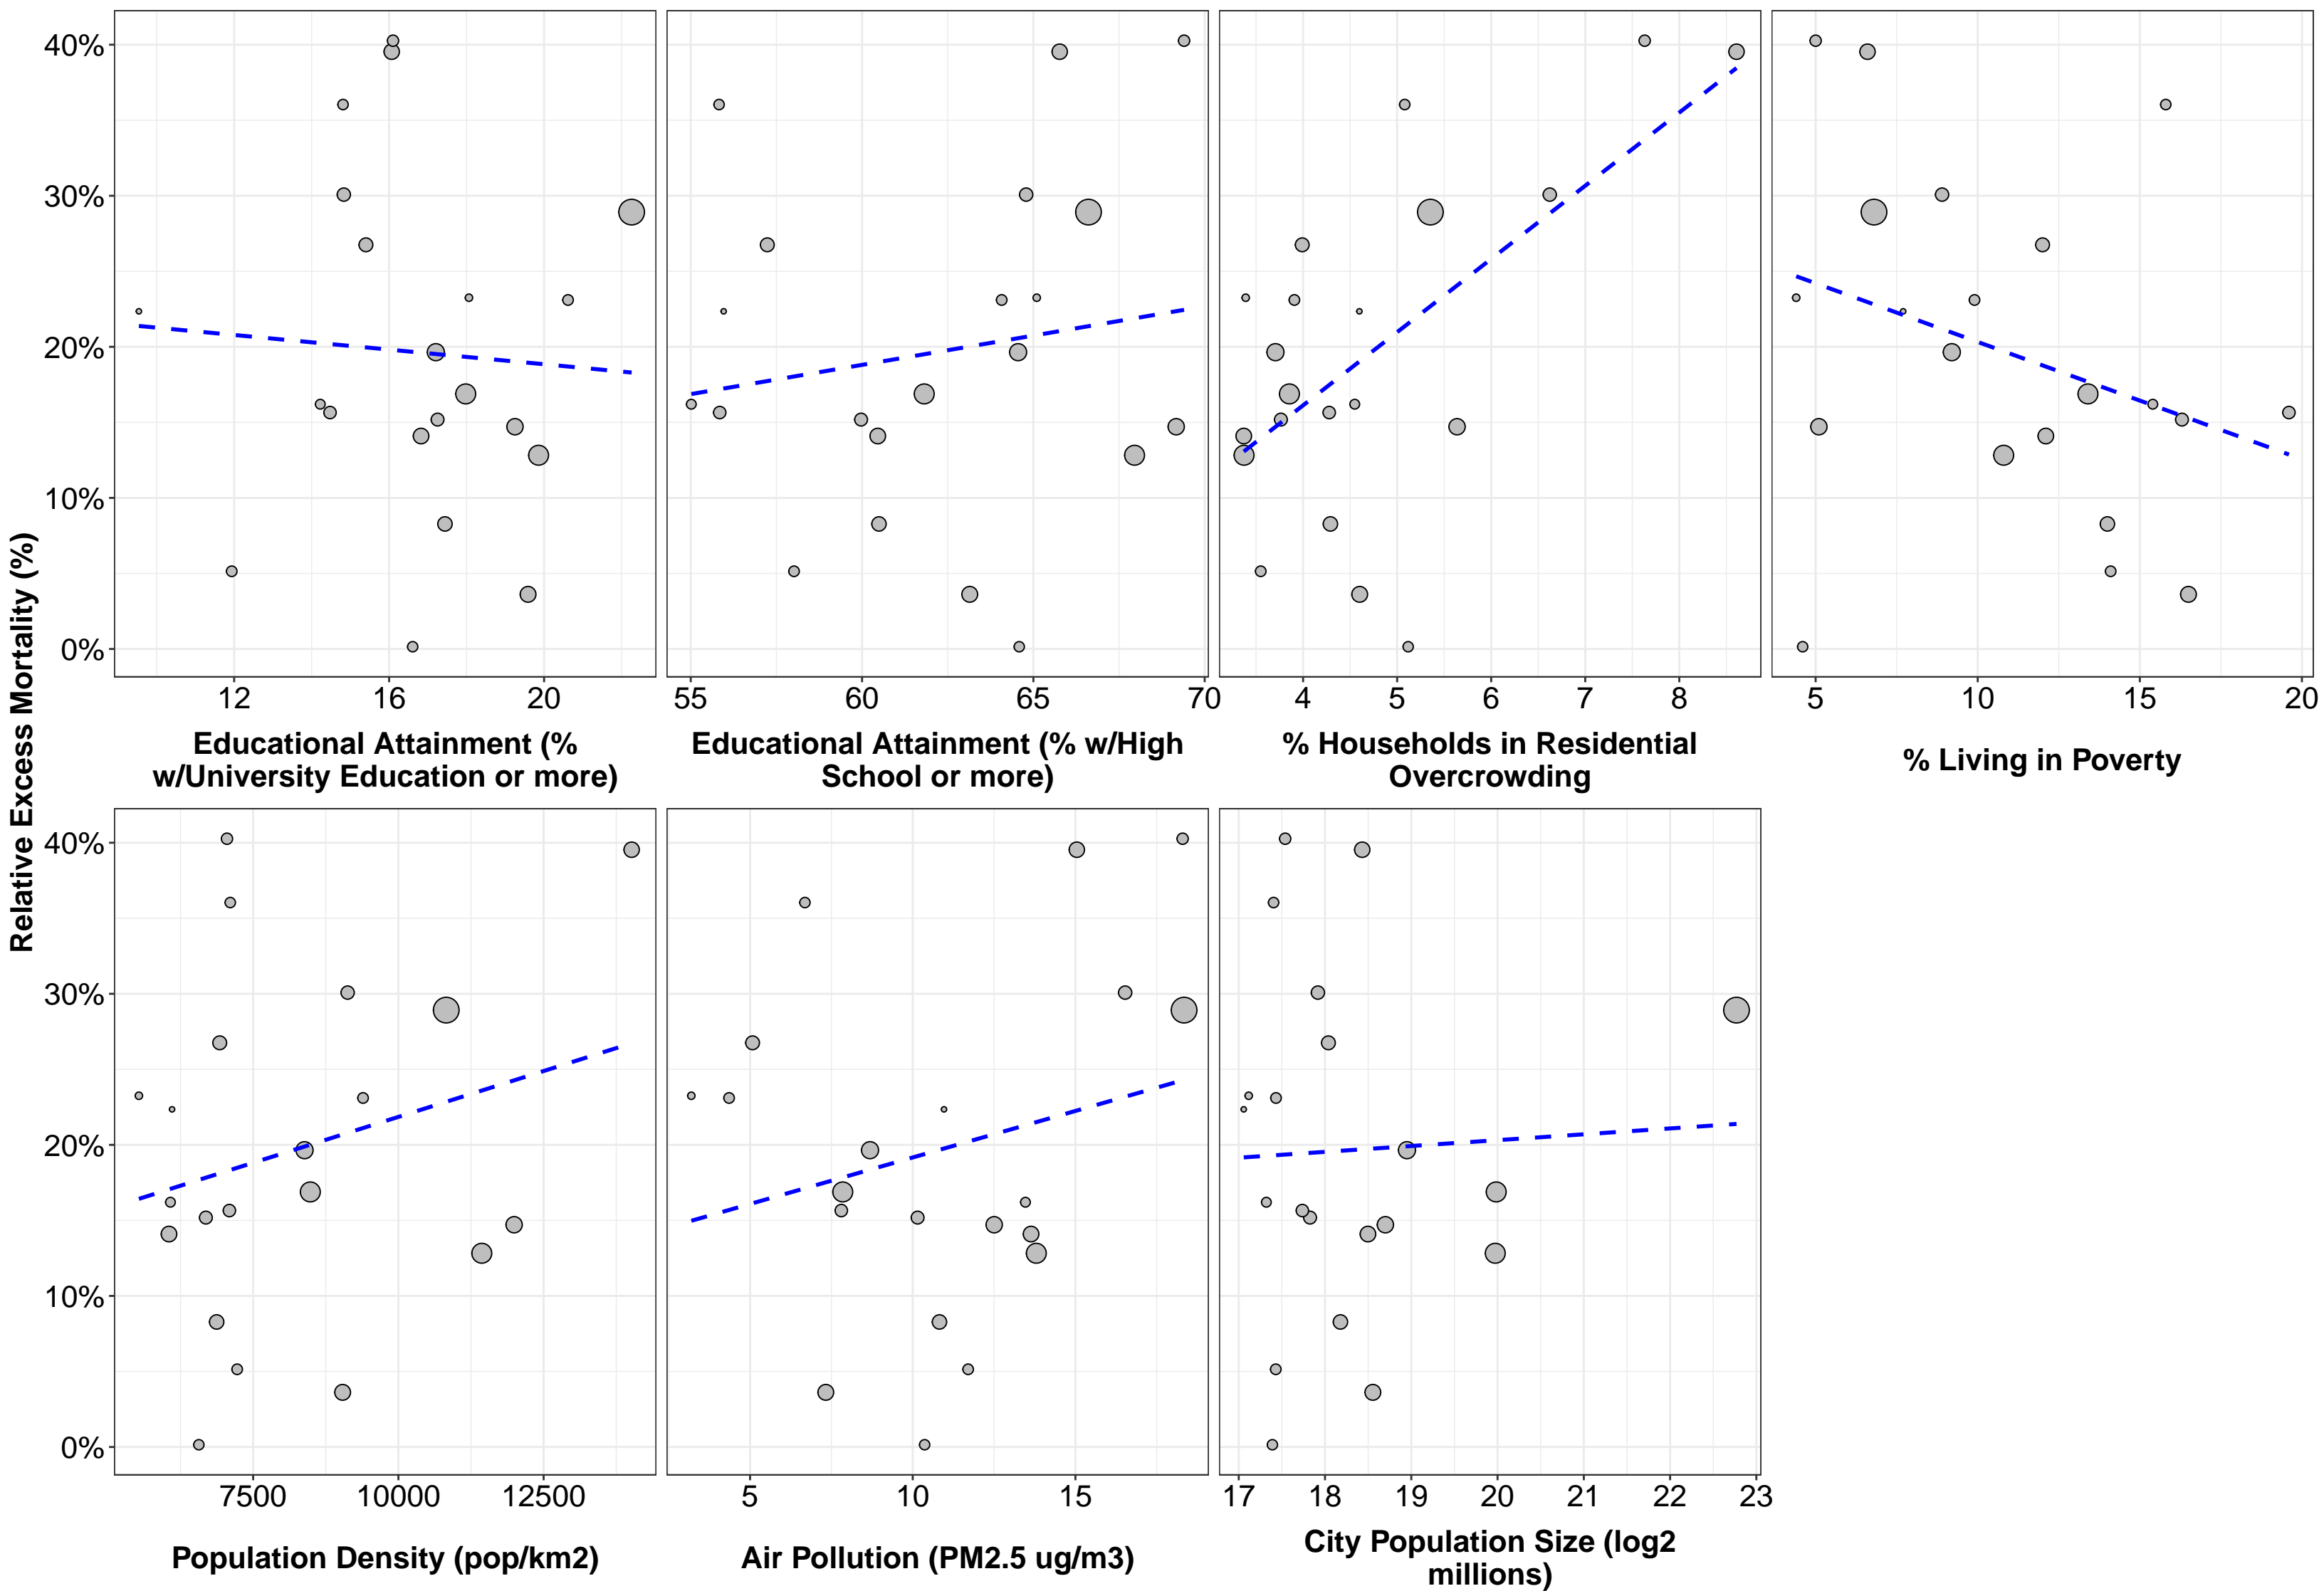 Relative Excess Mortality (%)
40%
30%
20%
10%
0%
12 16 20
Educational Attainment (%
w/University Education or more)
55 60 65 70
Educational Attainment (% w/High
School or more)
4 5 6 7 8
% Households in Residential
Overcrowding
5 10 15 20
% Living in Poverty
40%
30%
20%
10%
0%
7500 10000 12500
Population Density (pop/km2)
5 10 15
Air Pollution (PM2.5 ug/m3)
17 18 19 20 21 22 23
City Population Size (log2
millions)